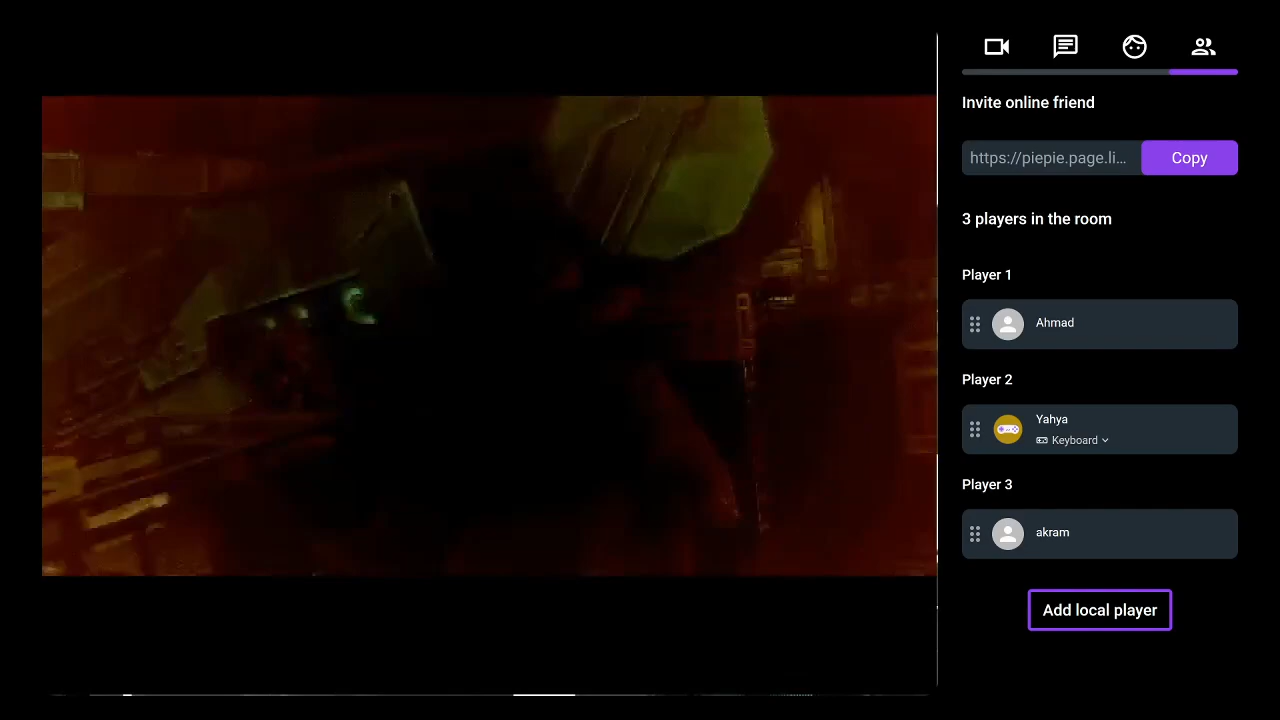 Invite online friend
https://piepie.page.li...
Copy
3 players in the room
Player 1
Ahmad
Player 2
Yahya
Keyboard
Player 3
akram
Add local player